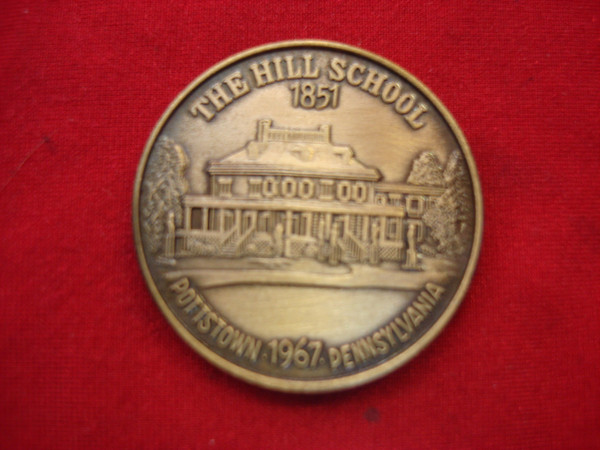 THE HILL SCHOOL
1851
POTTSTOWN · 1967 · PENNSYLVANIA